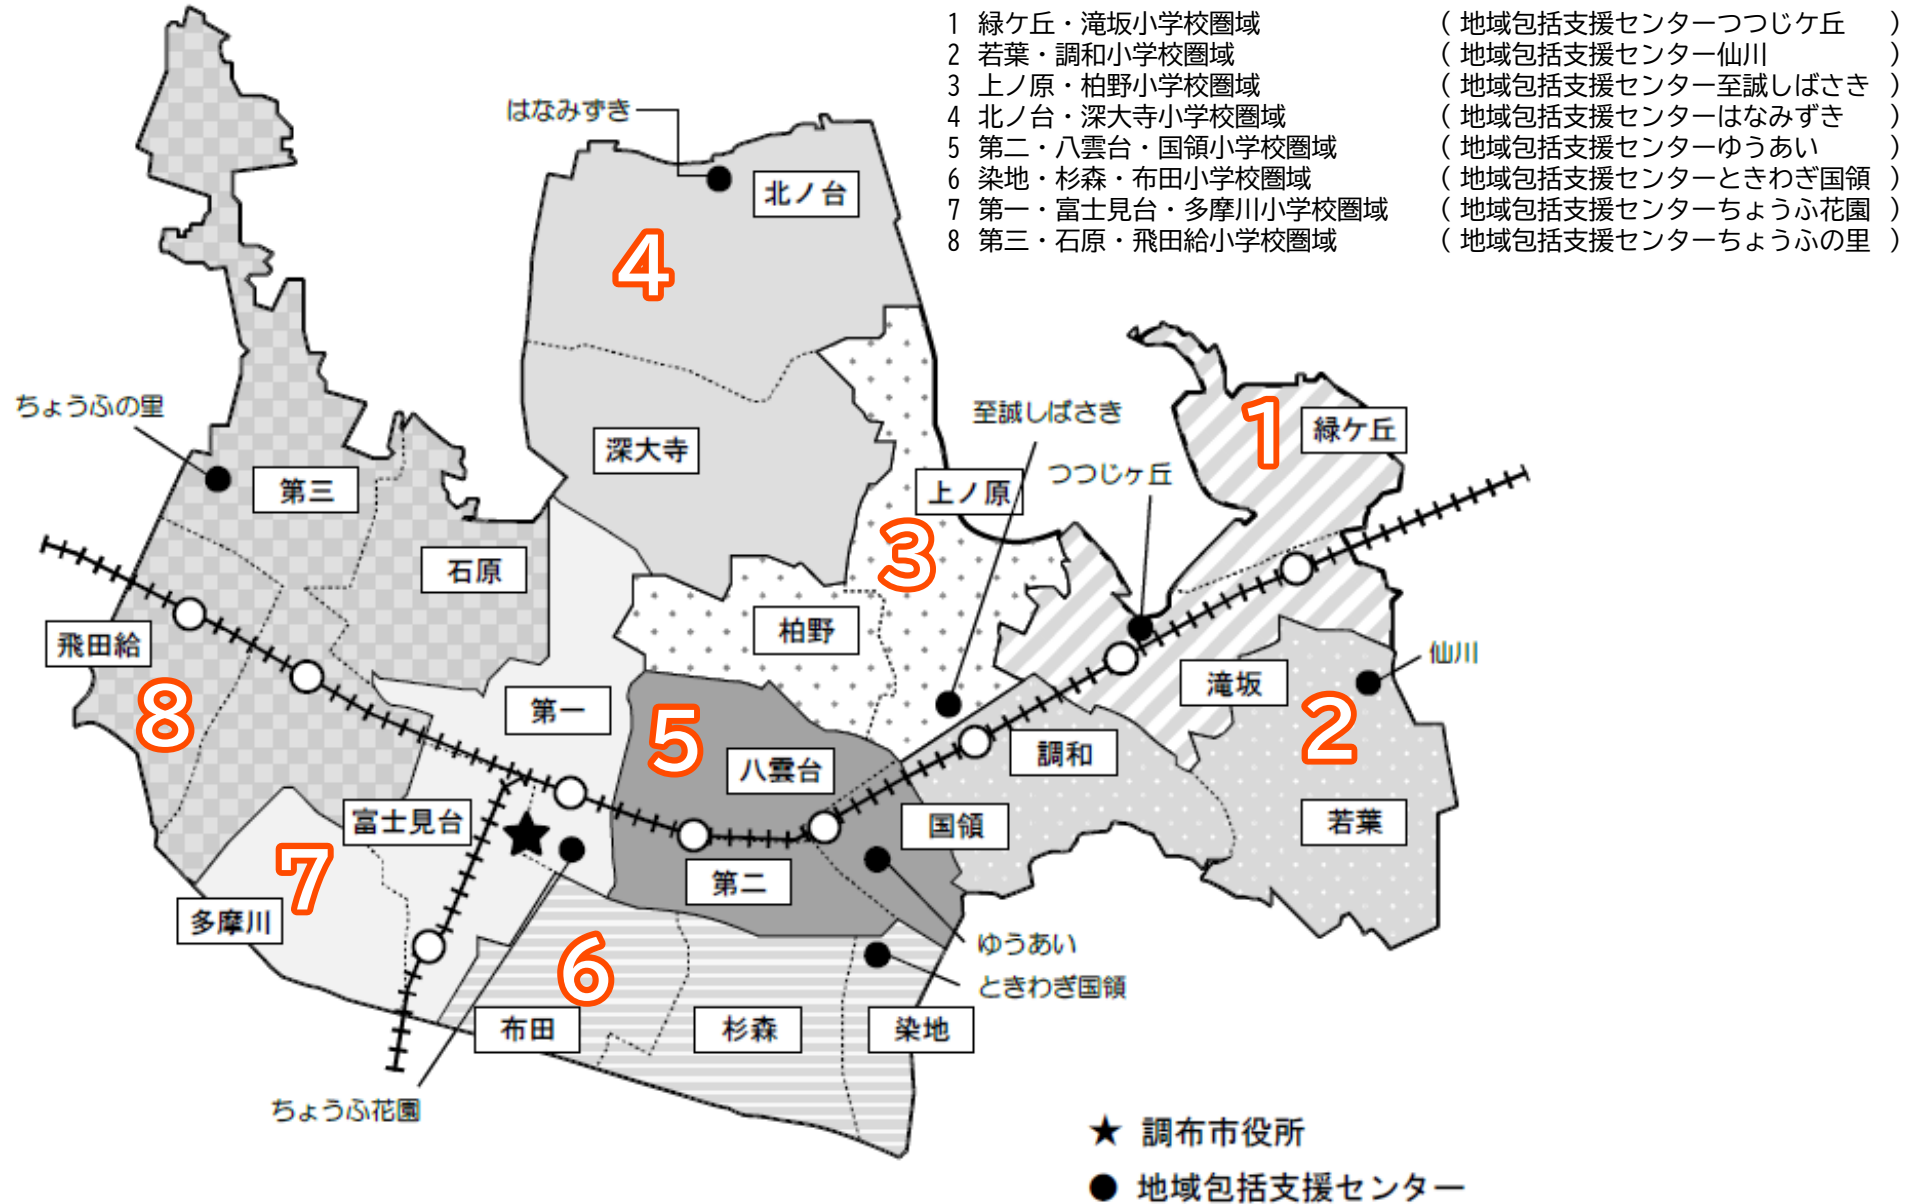 1 緑ケ丘・滝坂小学校圏域 ( 地域包括支援センターつつじケ丘 )
2 若葉・調和小学校圏域 ( 地域包括支援センター仙川 )
3 上ノ原・柏野小学校圏域 ( 地域包括支援センター至誠しばさき )
4 北ノ台・深大寺小学校圏域 ( 地域包括支援センターはなみずき )
5 第二・八雲台・国領小学校圏域 ( 地域包括支援センターゆうあい )
6 染地・杉森・布田小学校圏域 ( 地域包括支援センターときわぎ国領 )
7 第一・富士見台・多摩川小学校圏域 ( 地域包括支援センターちょうふ花園 )
8 第三・石原・飛田給小学校圏域 ( 地域包括支援センターちょうふの里 )
はなみずき
北ノ台
4
ちょうふの里
至誠しばさき
1
緑ケ丘
深大寺
つつじヶ丘
第三
上ノ原
3
石原
柏野
飛田給
仙川
滝坂
8
第一
5
2
八雲台
調和
富士見台
国領
若葉
7
第二
多摩川
ゆうあい
6
ときわぎ国領
布田
杉森
染地
ちょうふ花園
★ 調布市役所
● 地域包括支援センター